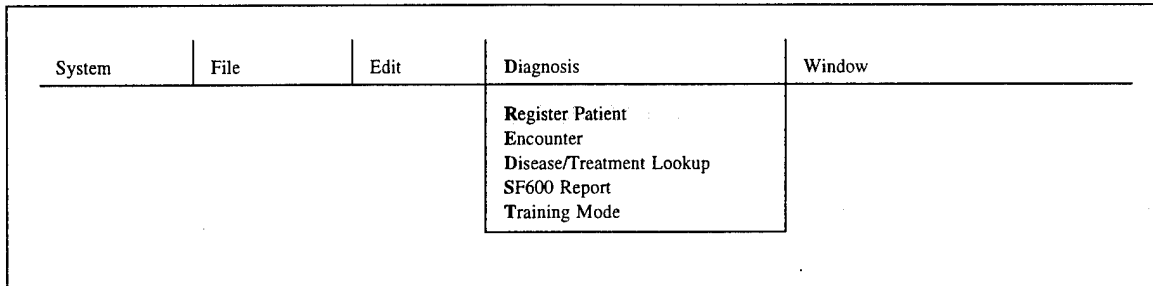 System File Edit Diagnosis Window
Register Patient
Encounter
Disease/Treatment Lookup
SF600 Report
Training Mode